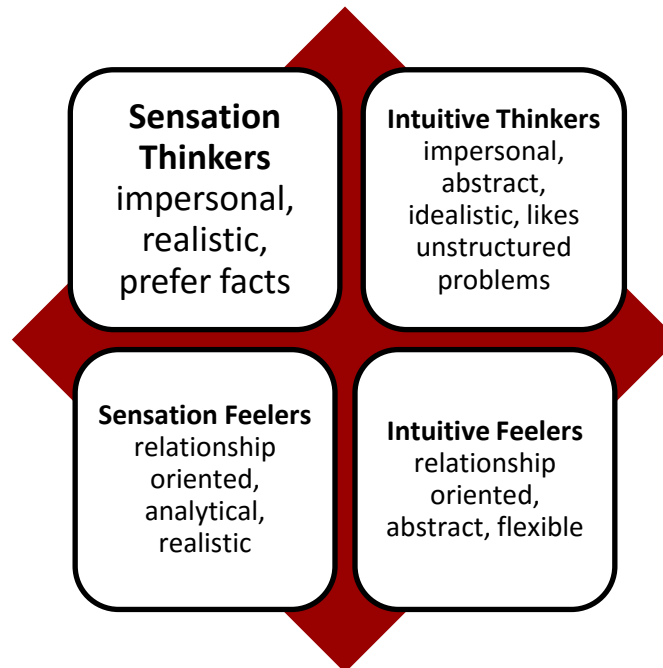 Sensation
Thinkers
impersonal,
realistic,
prefer facts
Intuitive Thinkers
impersonal,
abstract,
idealistic, likes
unstructured
problems
Sensation Feelers
relationship
oriented,
analytical,
realistic
Intuitive Feelers
relationship
oriented,
abstract, flexible